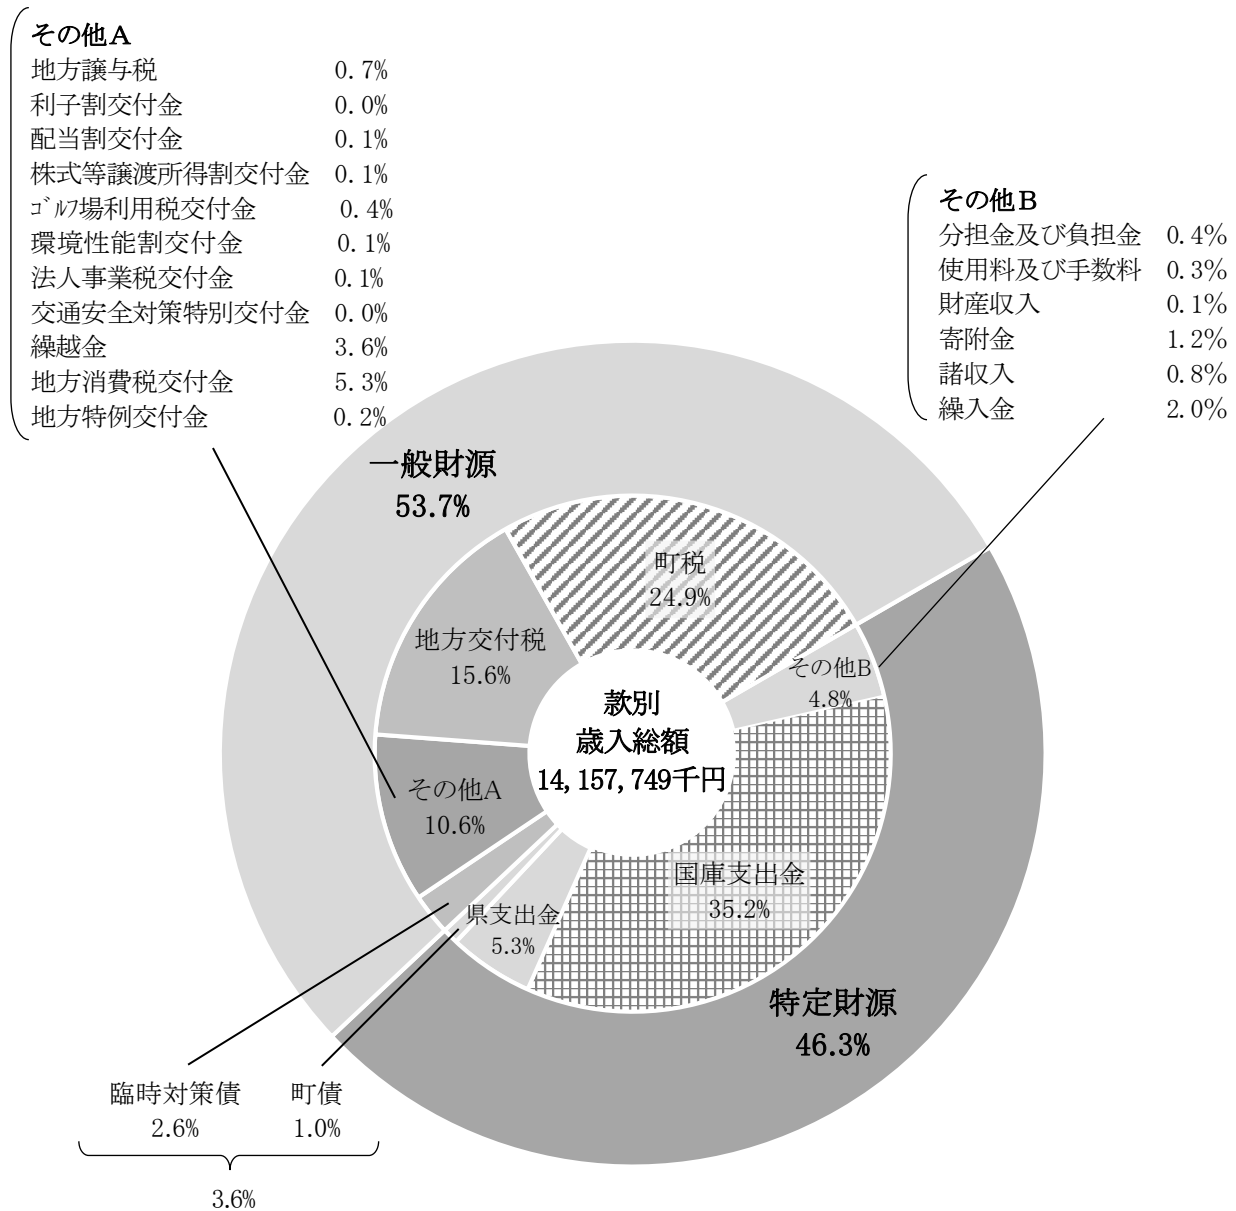 その他A
地方譲与税 0.7%
利子割交付金 0.0%
配当割交付金 0.1%
株式等譲渡所得割交付金 0.1%
ｺﾞﾙﾌ場利用税交付金 0.4%
環境性能割交付金 0.1%
法人事業税交付金 0.1%
交通安全対策特別交付金 0.0%
繰越金 3.6%
地方消費税交付金 5.3%
地方特例交付金 0.2%
その他B
分担金及び負担金 0.4%
使用料及び手数料 0.3%
財産収入 0.1%
寄附金 1.2%
諸収入 0.8%
繰入金 2.0%
一般財源
53.7%
町税
24.9%
地方交付税
15.6%
その他B
4.8%
款別
歳入総額
14,157,749千円
その他A
10.6%
国庫支出金
35.2%
県支出金
5.3%
特定財源
46.3%
臨時対策債
2.6%
町債
1.0%
3.6%